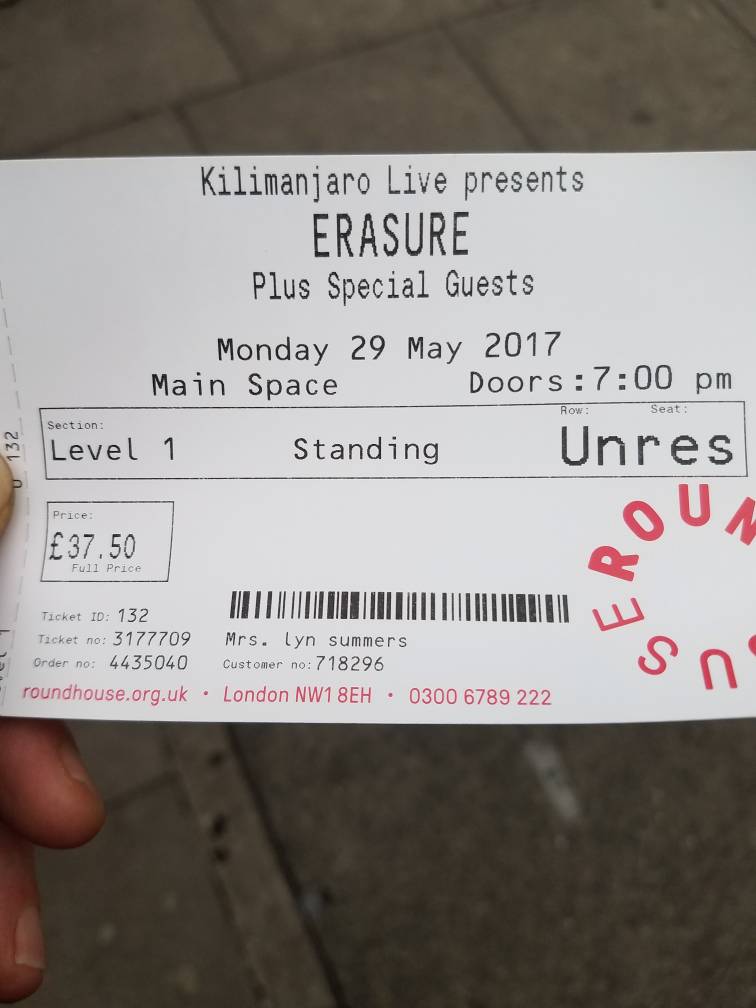 Kilimanjaro Live presents
ERASURE
Plus Special Guests
Monday 29 May 2017
Main Space Doors:7:00 pm
Section: Row: Seat:
Level 1 Standing Unres
Price:
£37.50
Full Price
Ticket ID: 132
Ticket no: 3177709 Mrs. lyn summers
Order no: 4435040 Customer no:718296
roundhouse.org.uk • London NW1 8EH • 0300 6789 222
132
ROUN
USE